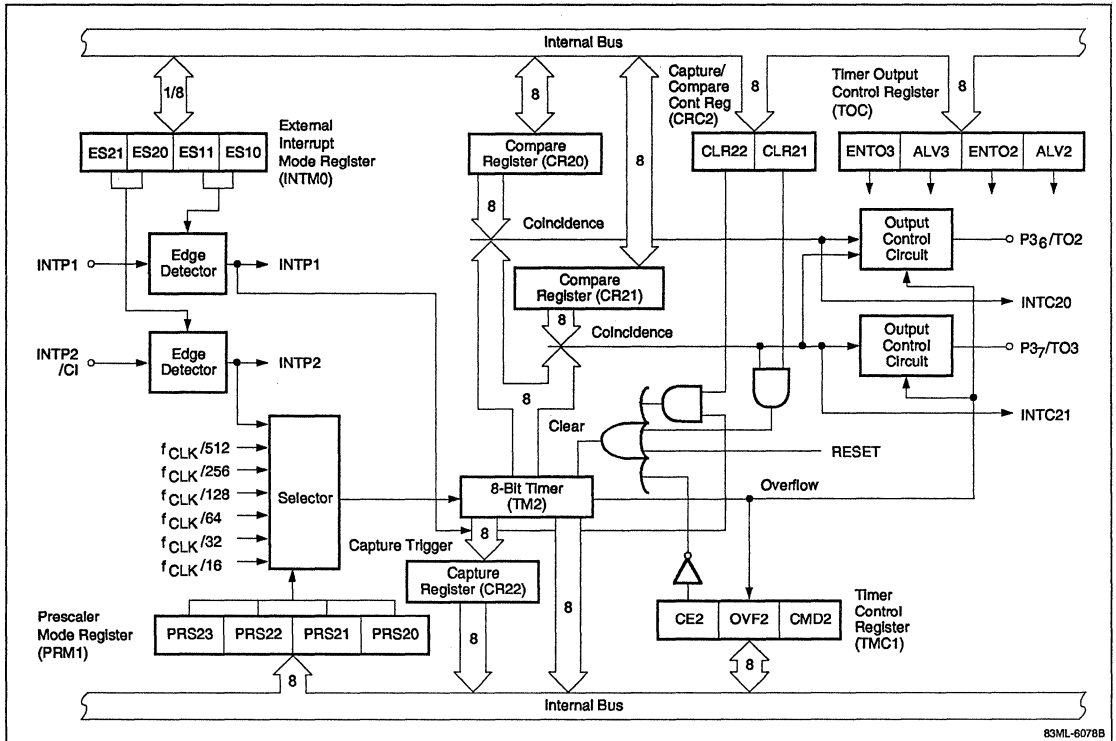 Internal Bus
1/8
8
8
8
8
Capture/
Compare
Cont Reg
(CRC2)
Timer Output
Control Register
(TOC)
External
Interrupt
Mode Register
(INTM0)
ES21 ES20 ES11 ES10
Compare
Register (CR20)
CLR22 CLR21
ENTO3 ALV3 ENTO2 ALV2
8
Coincidence
Output
Control
Circuit
P36/TO2
INTP1
Edge
Detector
INTP1
Compare
Register (CR21)
INTC20
8
Coincidence
Output
Control
Circuit
P37/TO3
INTP2
/CI
Edge
Detector
INTP2
8
Clear
INTC21
fCLK/512
fCLK/256
fCLK/128
fCLK/64
fCLK/32
fCLK/16
Selector
RESET
8-Bit Timer
(TM2)
Overflow
8
Capture Trigger
Capture
Register (CR22)
8
8
Prescaler
Mode Register
(PRM1)
PRS23 PRS22 PRS21 PRS20
CE2 OVF2 CMD2
Timer
Control
Register
(TMC1)
8
8
Internal Bus
83ML-6078B